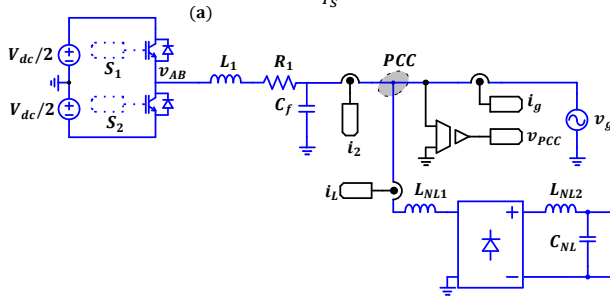 i_S
(a)
V_dc/2
S_1
v_AB
L_1
R_1
PCC
V_dc/2
S_2
C_f
i_2
i_g
v_PCC
v_g
i_L
L_NL1
L_NL2
C_NL
+
−